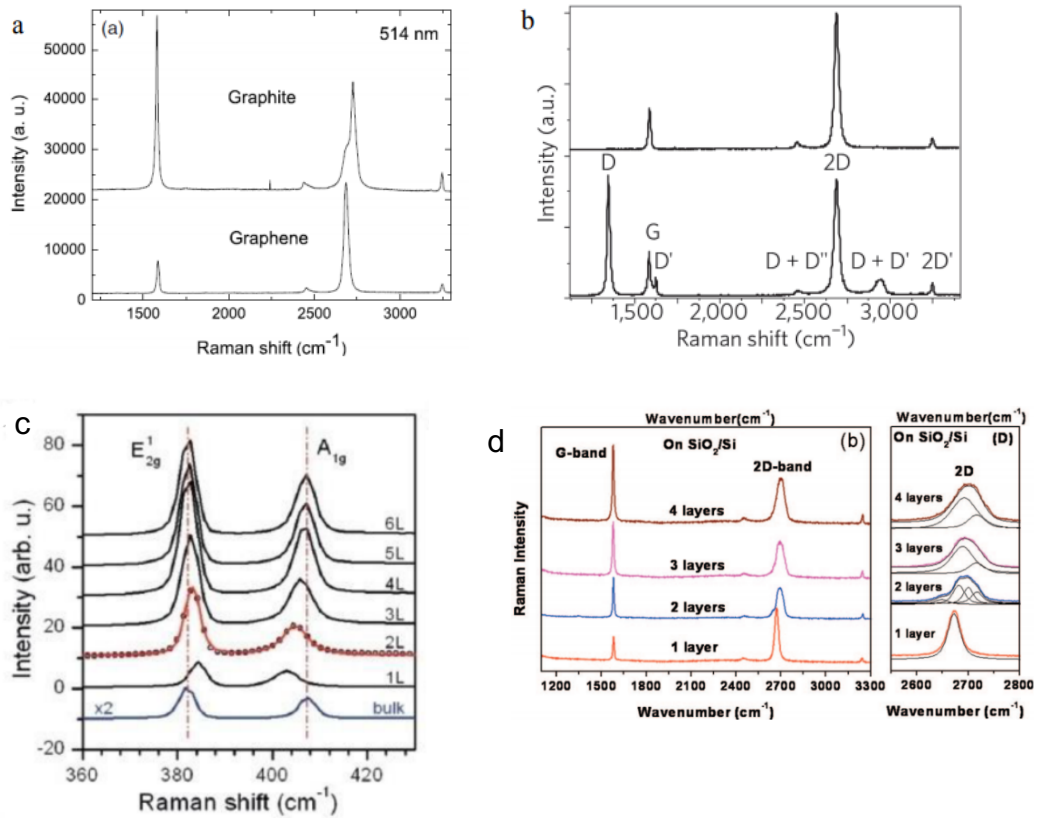 a
(a)
514 nm
Graphite
Graphene
50000
40000
30000
20000
10000
0
1500
2000
2500
3000
Intensity (a. u.)
Raman shift (cm-1)
b
D
2D
G
D'
D + D"
D + D'
2D'
1,500
2,000
2,500
3,000
Intensity (a.u.)
Raman shift (cm−1)
c
E12g
A1g
80
60
40
20
0
-20
6L
5L
4L
3L
2L
1L
x2
bulk
360
380
400
420
Intensity (arb. u.)
Raman shift (cm-1)
d
Wavenumber(cm-1)
(b)
G-band
On SiO2/Si
2D-band
4 layers
3 layers
2 layers
1 layer
1200
1500
1800
2100
2400
2700
3000
3300
Raman Intensity
Wavenumber (cm-1)
Wavenumber(cm-1)
On SiO2/Si
(D)
2D
4 layers
3 layers
2 layers
1 layer
2600
2700
2800
Wavenumber (cm-1)